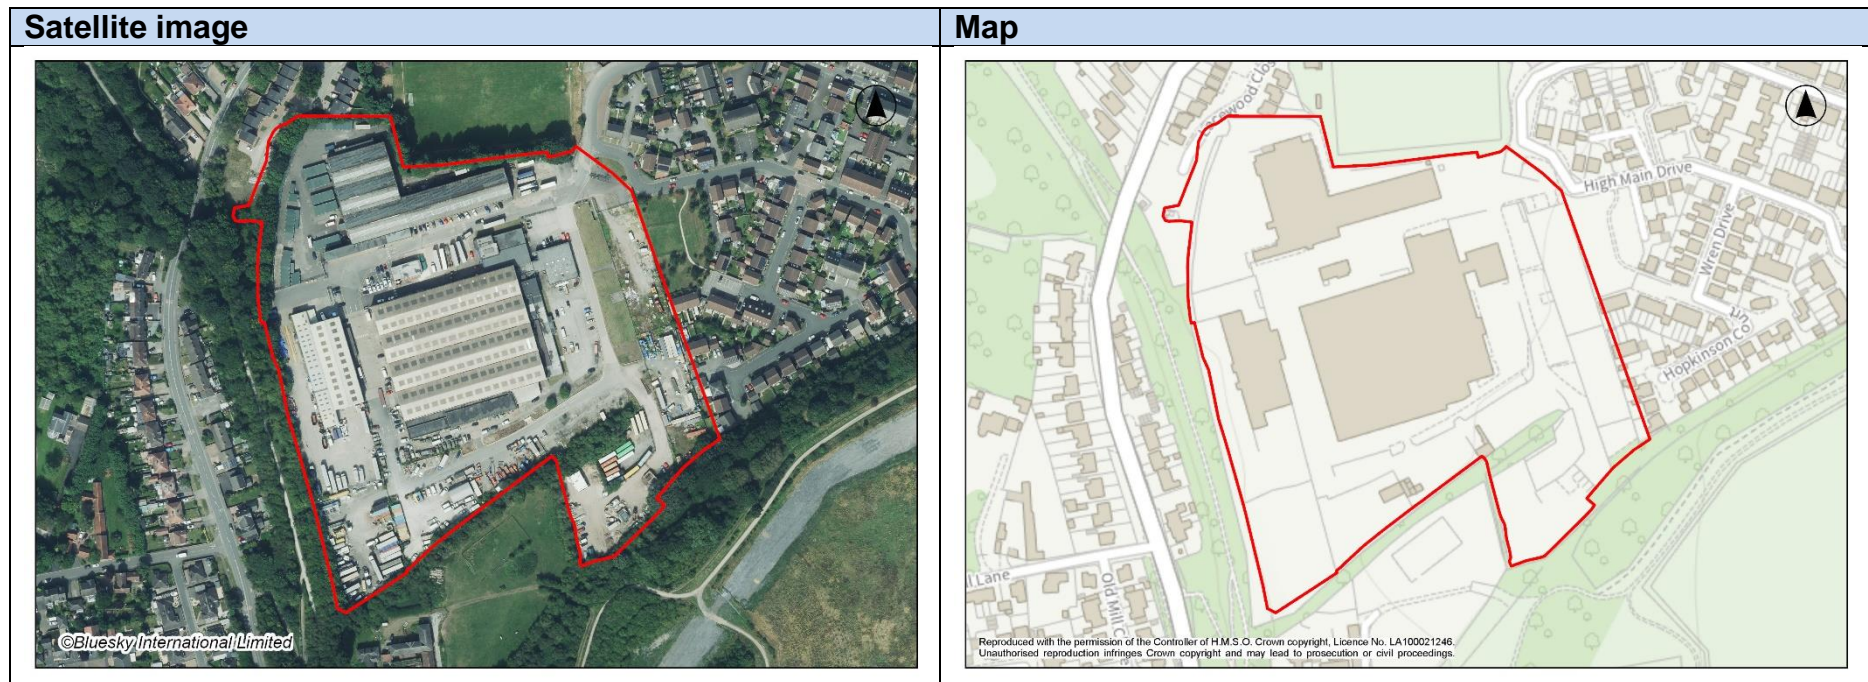 Satellite image
Map
©Bluesky International Limited
High Main Drive
Wren Drive
Old Mill C
Reproduced with the permission of the Controller of H.M.S.O. Crown copyright, Licence No. LA100021246.
Unauthorised reproduction infringes Crown copyright and may lead to prosecution or civil proceedings.
Hopkinson Co
l Lane